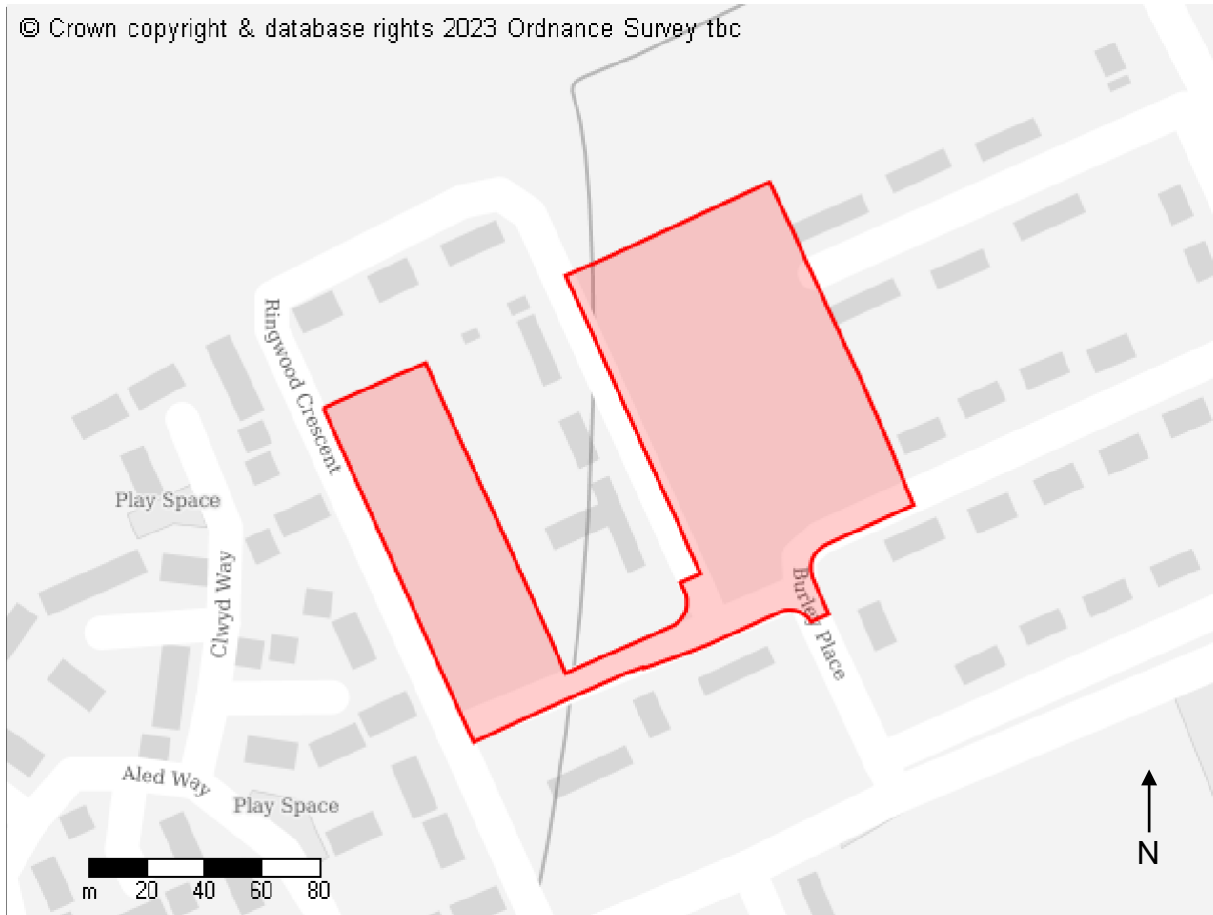 © Crown copyright & database rights 2023 Ordnance Survey tbc
Ringwood Crescent
Play Space
Clwyd Way
Burley Place
Aled Way
Play Space
m 20 40 60 80
N